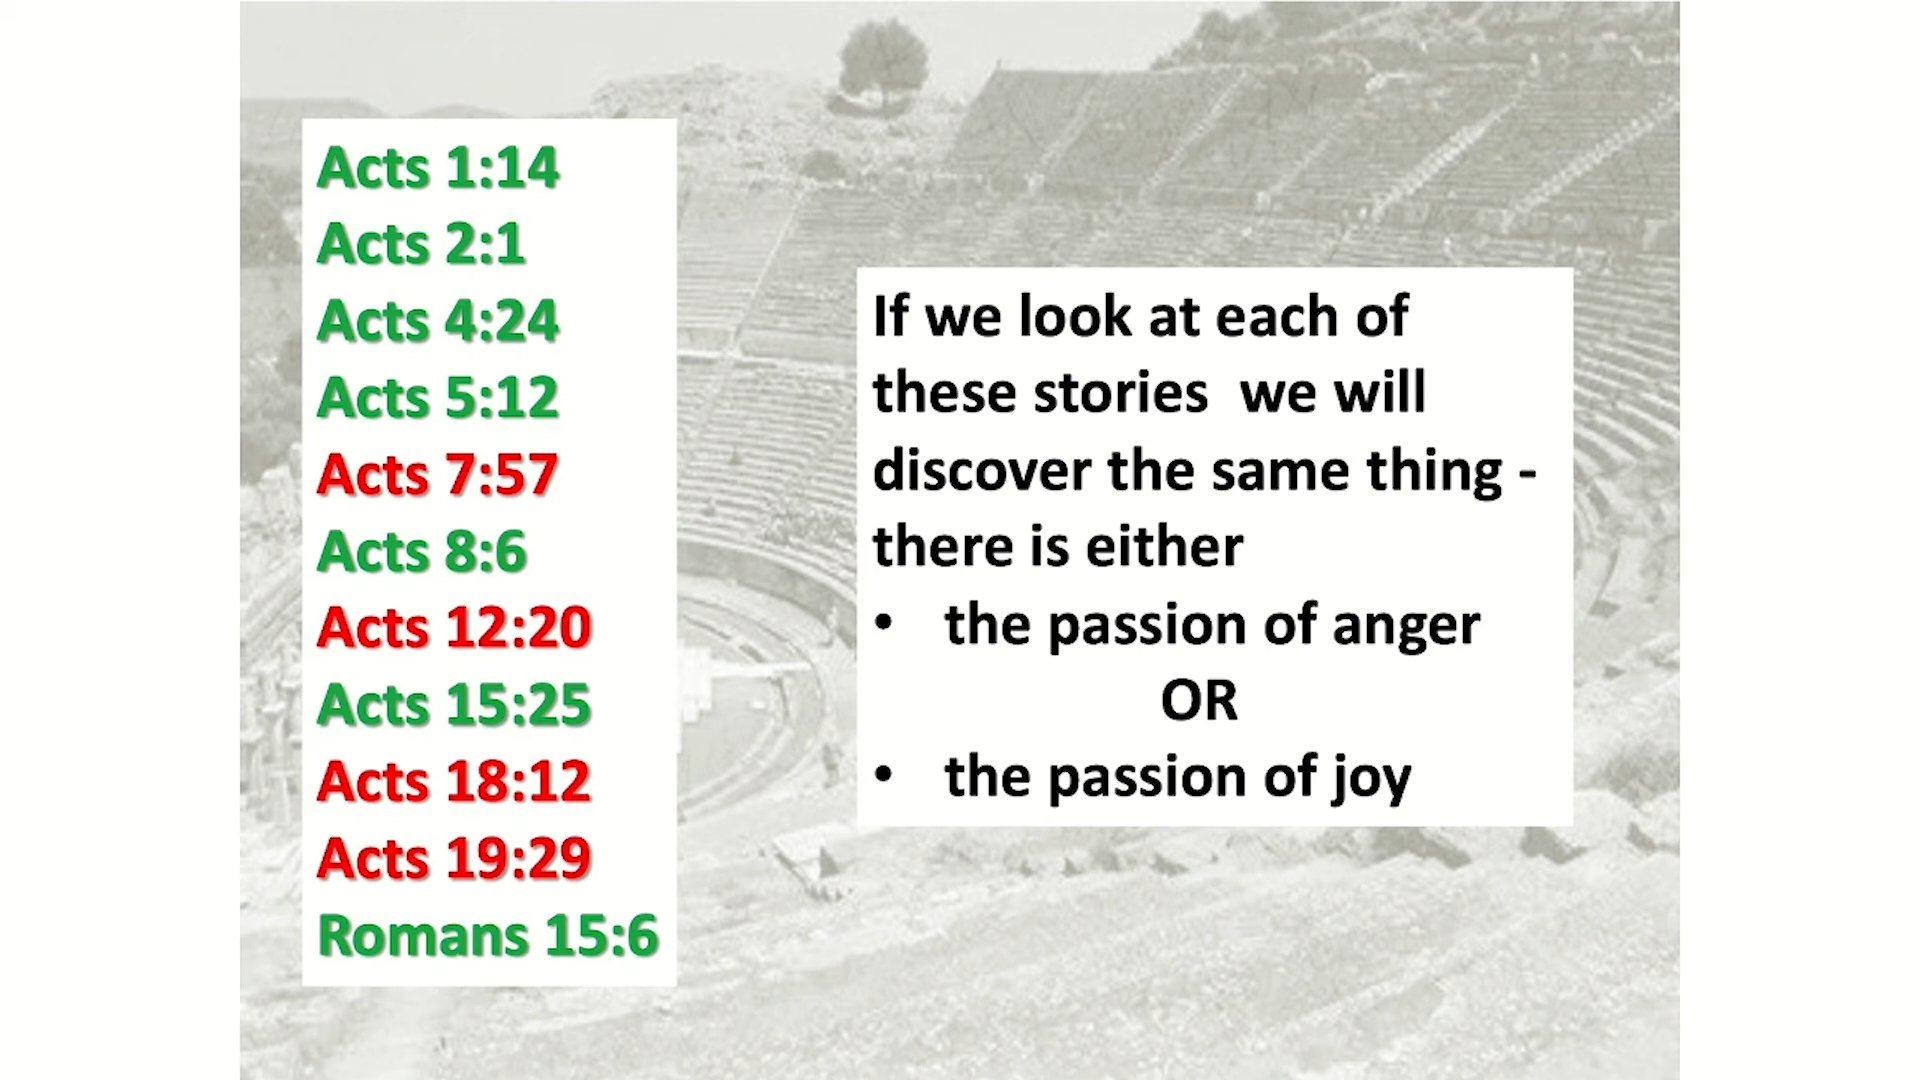 Acts 1:14
Acts 2:1
Acts 4:24
Acts 5:12
Acts 7:57
Acts 8:6
Acts 12:20
Acts 15:25
Acts 18:12
Acts 19:29
Romans 15:6
If we look at each of
these stories  we will
discover the same thing -
there is either
• the passion of anger
OR
• the passion of joy